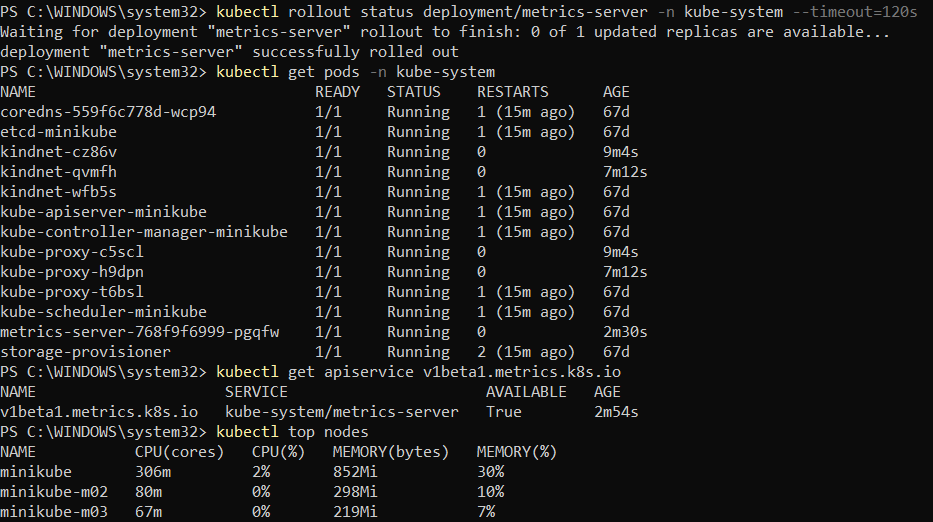 PS C:\WINDOWS\system32> kubectl rollout status deployment/metrics-server -n kube-system --timeout=120s
Waiting for deployment "metrics-server" rollout to finish: 0 of 1 updated replicas are available...
deployment "metrics-server" successfully rolled out
PS C:\WINDOWS\system32> kubectl get pods -n kube-system
NAME                               READY   STATUS    RESTARTS      AGE
coredns-559f6c778d-wcp94           1/1     Running   1 (15m ago)   67d
etcd-minikube                      1/1     Running   1 (15m ago)   67d
kindnet-cz86v                      1/1     Running   0             9m4s
kindnet-qvmfh                      1/1     Running   0             7m12s
kindnet-wfb5s                      1/1     Running   1 (15m ago)   67d
kube-apiserver-minikube            1/1     Running   1 (15m ago)   67d
kube-controller-manager-minikube   1/1     Running   1 (15m ago)   67d
kube-proxy-c5scl                   1/1     Running   0             9m4s
kube-proxy-h9dpn                   1/1     Running   0             7m12s
kube-proxy-t6bsl                   1/1     Running   1 (15m ago)   67d
kube-scheduler-minikube            1/1     Running   1 (15m ago)   67d
metrics-server-768f9f6999-pgqfw    1/1     Running   0             2m30s
storage-provisioner                1/1     Running   2 (15m ago)   67d
PS C:\WINDOWS\system32> kubectl get apiservice v1beta1.metrics.k8s.io
NAME                     SERVICE                      AVAILABLE   AGE
v1beta1.metrics.k8s.io   kube-system/metrics-server   True        2m54s
PS C:\WINDOWS\system32> kubectl top nodes
NAME           CPU(cores)   CPU(%)   MEMORY(bytes)   MEMORY(%)
minikube       306m         2%       852Mi           30%
minikube-m02   80m          0%       298Mi           10%
minikube-m03   67m          0%       219Mi           7%